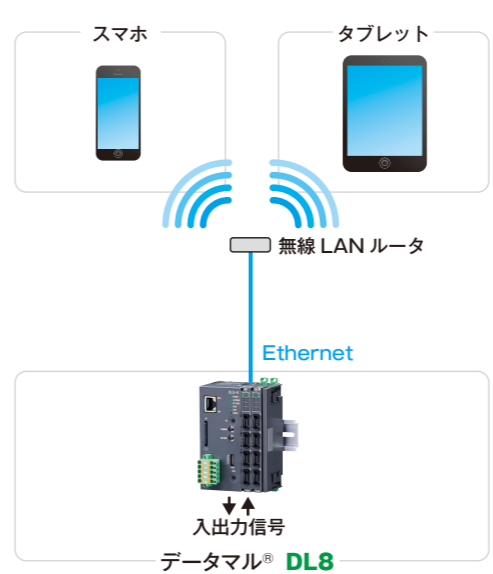 スマホ
タブレット
無線 LAN ルータ
Ethernet
入出力信号
データマル® DL8